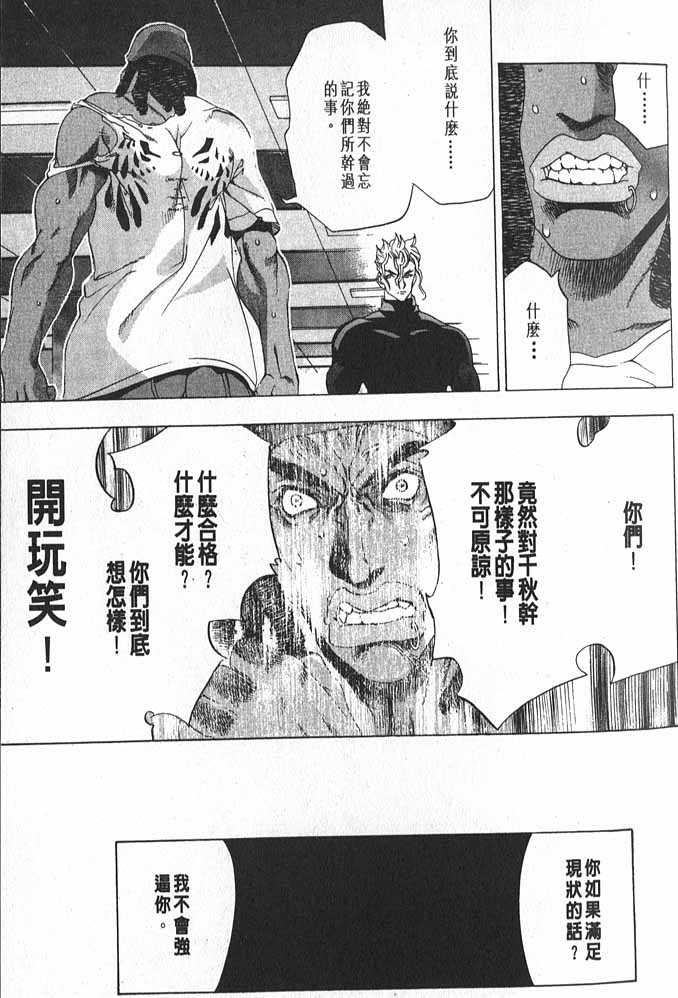 什……
什麼…
你到底說什麼……
我絕對不會忘
記你們所幹過
的事。
你們！
竟然對千秋幹
那樣子的事！
不可原諒！
什麼合格？
什麼才能？
你們到底
想怎樣！
開玩笑！
你如果滿足
現狀的話？
我不會強
逼你。